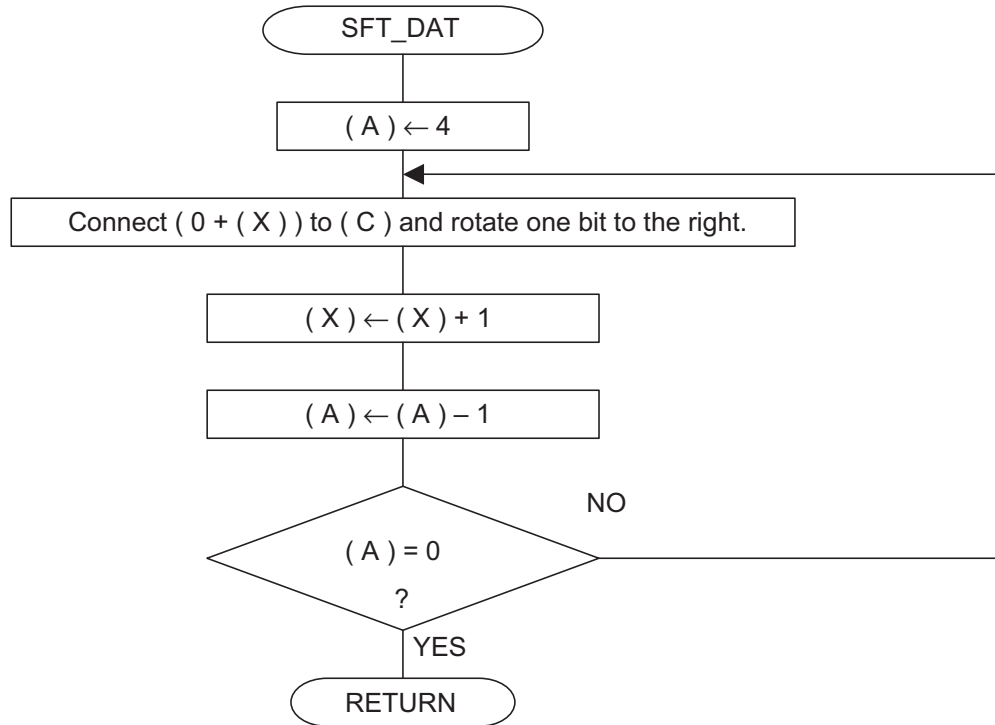 SFT_DAT
( A ) ← 4
Connect ( 0 + ( X ) ) to ( C ) and rotate one bit to the right.
( X ) ← ( X ) + 1
( A ) ← ( A ) – 1
NO
( A ) = 0
?
YES
RETURN